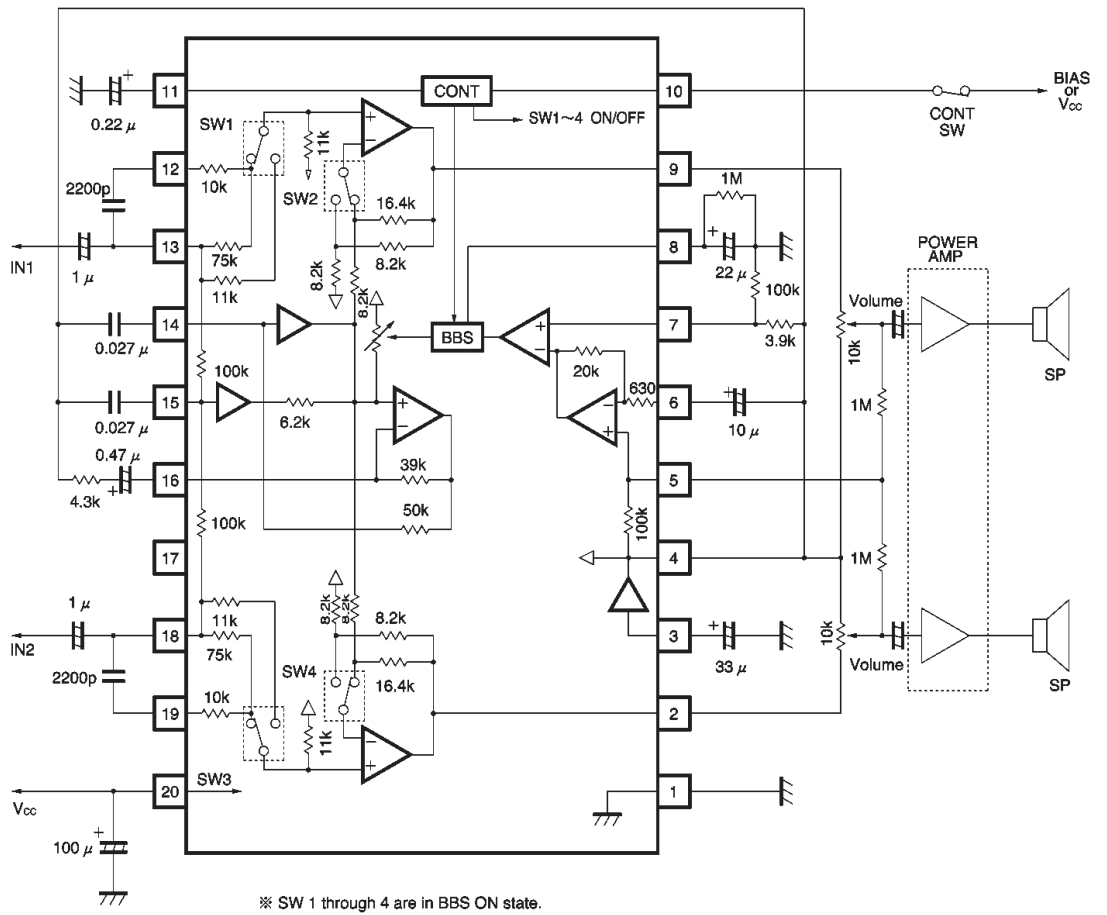 11
CONT
10
BIAS
or
Vcc
0.22 μ
SW1
11k
SW1~4 ON/OFF
CONT
SW
12
10k
SW2
9
2200p
16.4k
1M
13
75k
8.2k
8
IN1
1 μ
11k
8.2k
8.2k
22 μ
100k
POWER
AMP
Volume
14
BBS
7
0.027 μ
3.9k
10k
SP
100k
20k
630
15
6.2k
6
1M
0.027 μ
10 μ
0.47 μ
39k
16
5
4.3k
50k
100k
100k
17
4
1M
1 μ
8.2k
8.2k
11k
8.2k
10k
18
3
IN2
75k
33 μ
Volume
2200p
SW4
16.4k
SP
10k
19
2
11k
20
SW3
1
Vcc
100 μ
※ SW 1 through 4 are in BBS ON state.